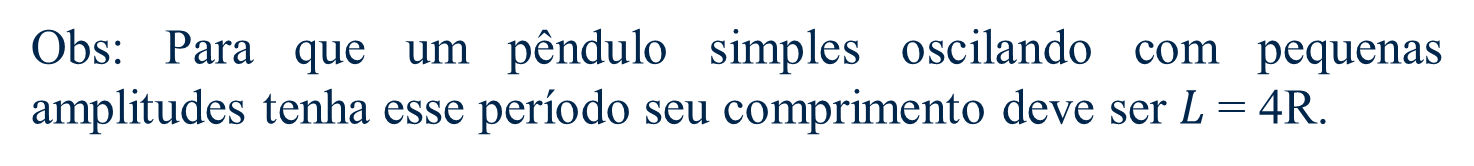 Obs: Para que um pêndulo simples oscilando com pequenas
amplitudes tenha esse período seu comprimento deve ser L = 4R.